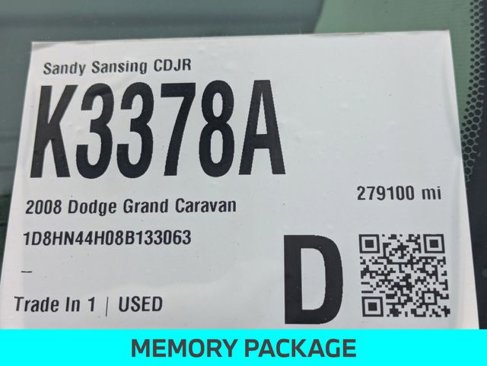 Sandy Sansing CDJR
K3378A
279100 mi
2008 Dodge Grand Caravan
1D8HN44H08B133063
–
Trade In 1 | USED
D
MEMORY PACKAGE